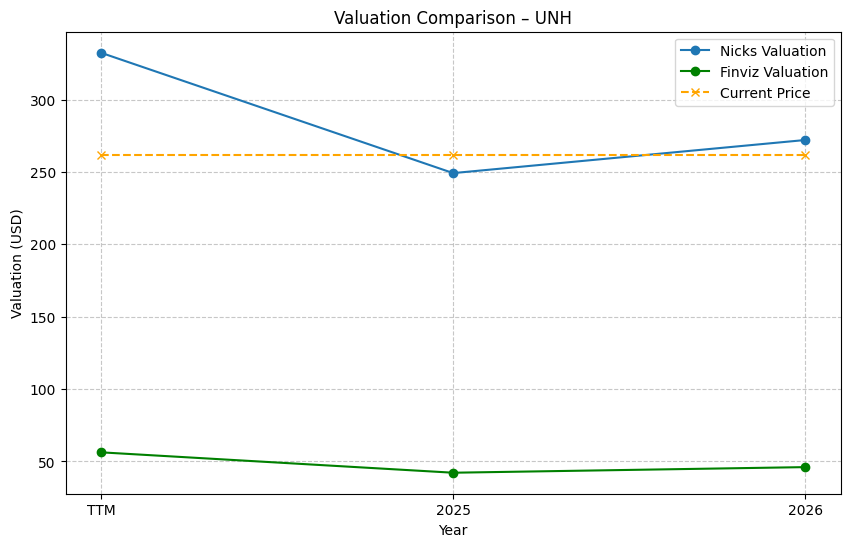 Valuation Comparison – UNH
Nicks Valuation
Finviz Valuation
Current Price
Valuation (USD)
300
250
200
150
100
50
TTM
2025
2026
Year